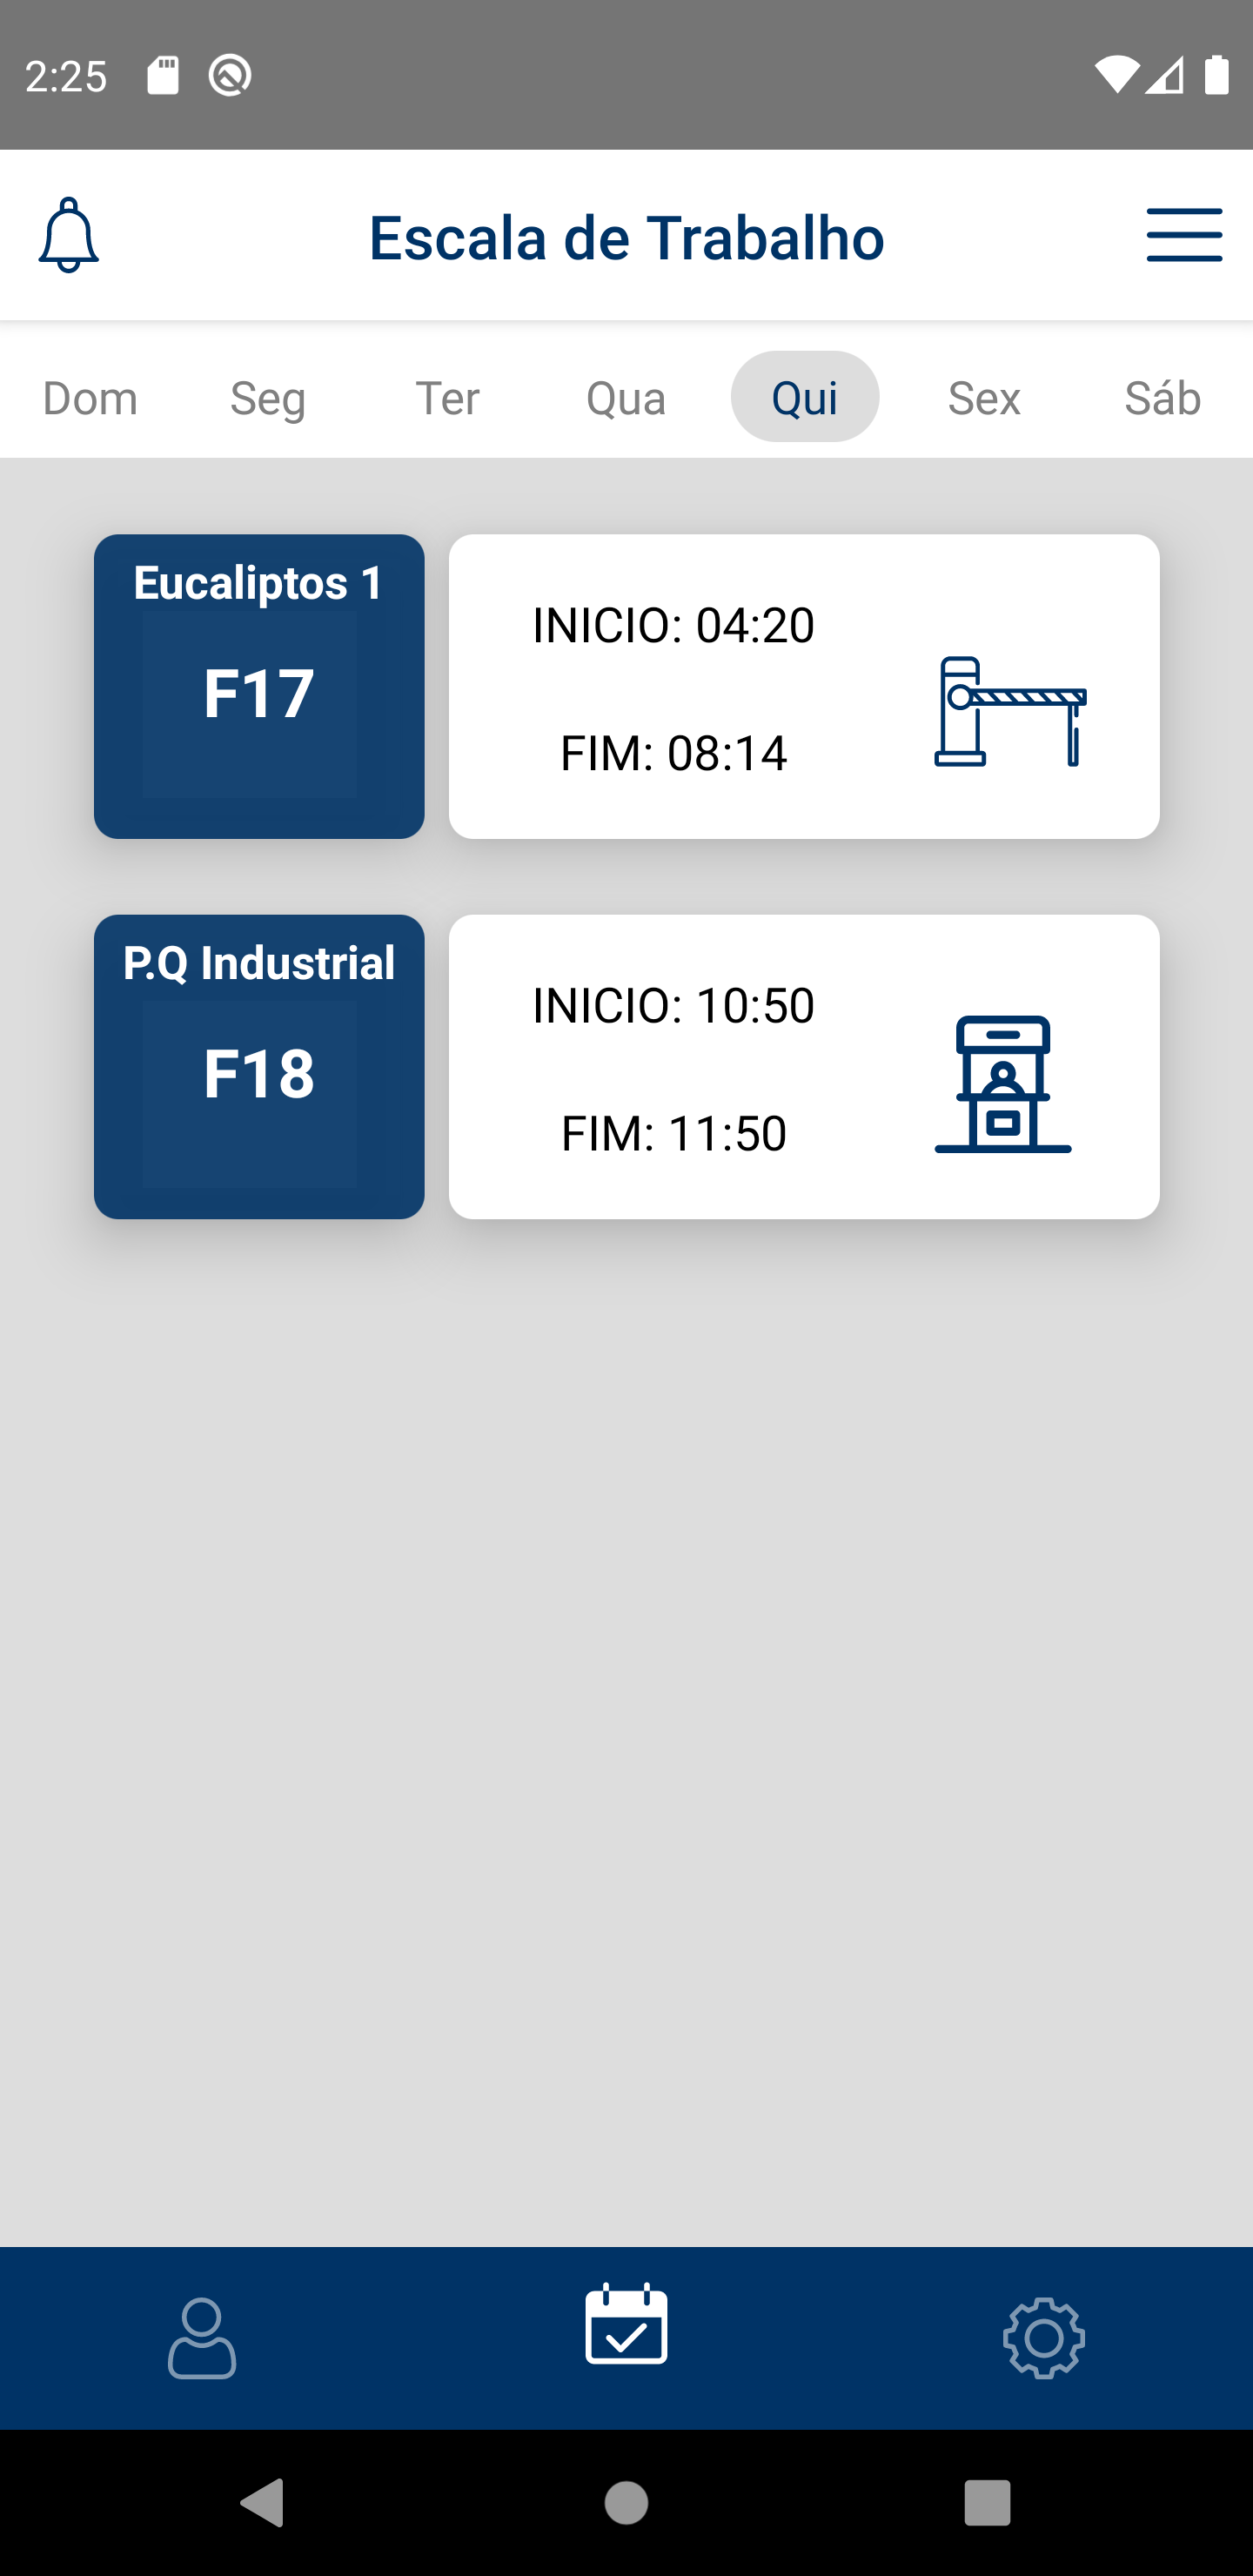 2:25
Escala de Trabalho
Dom Seg Ter Qua Qui Sex Sáb
Eucaliptos 1
F17
INICIO: 04:20
FIM: 08:14
P.Q Industrial
F18
INICIO: 10:50
FIM: 11:50